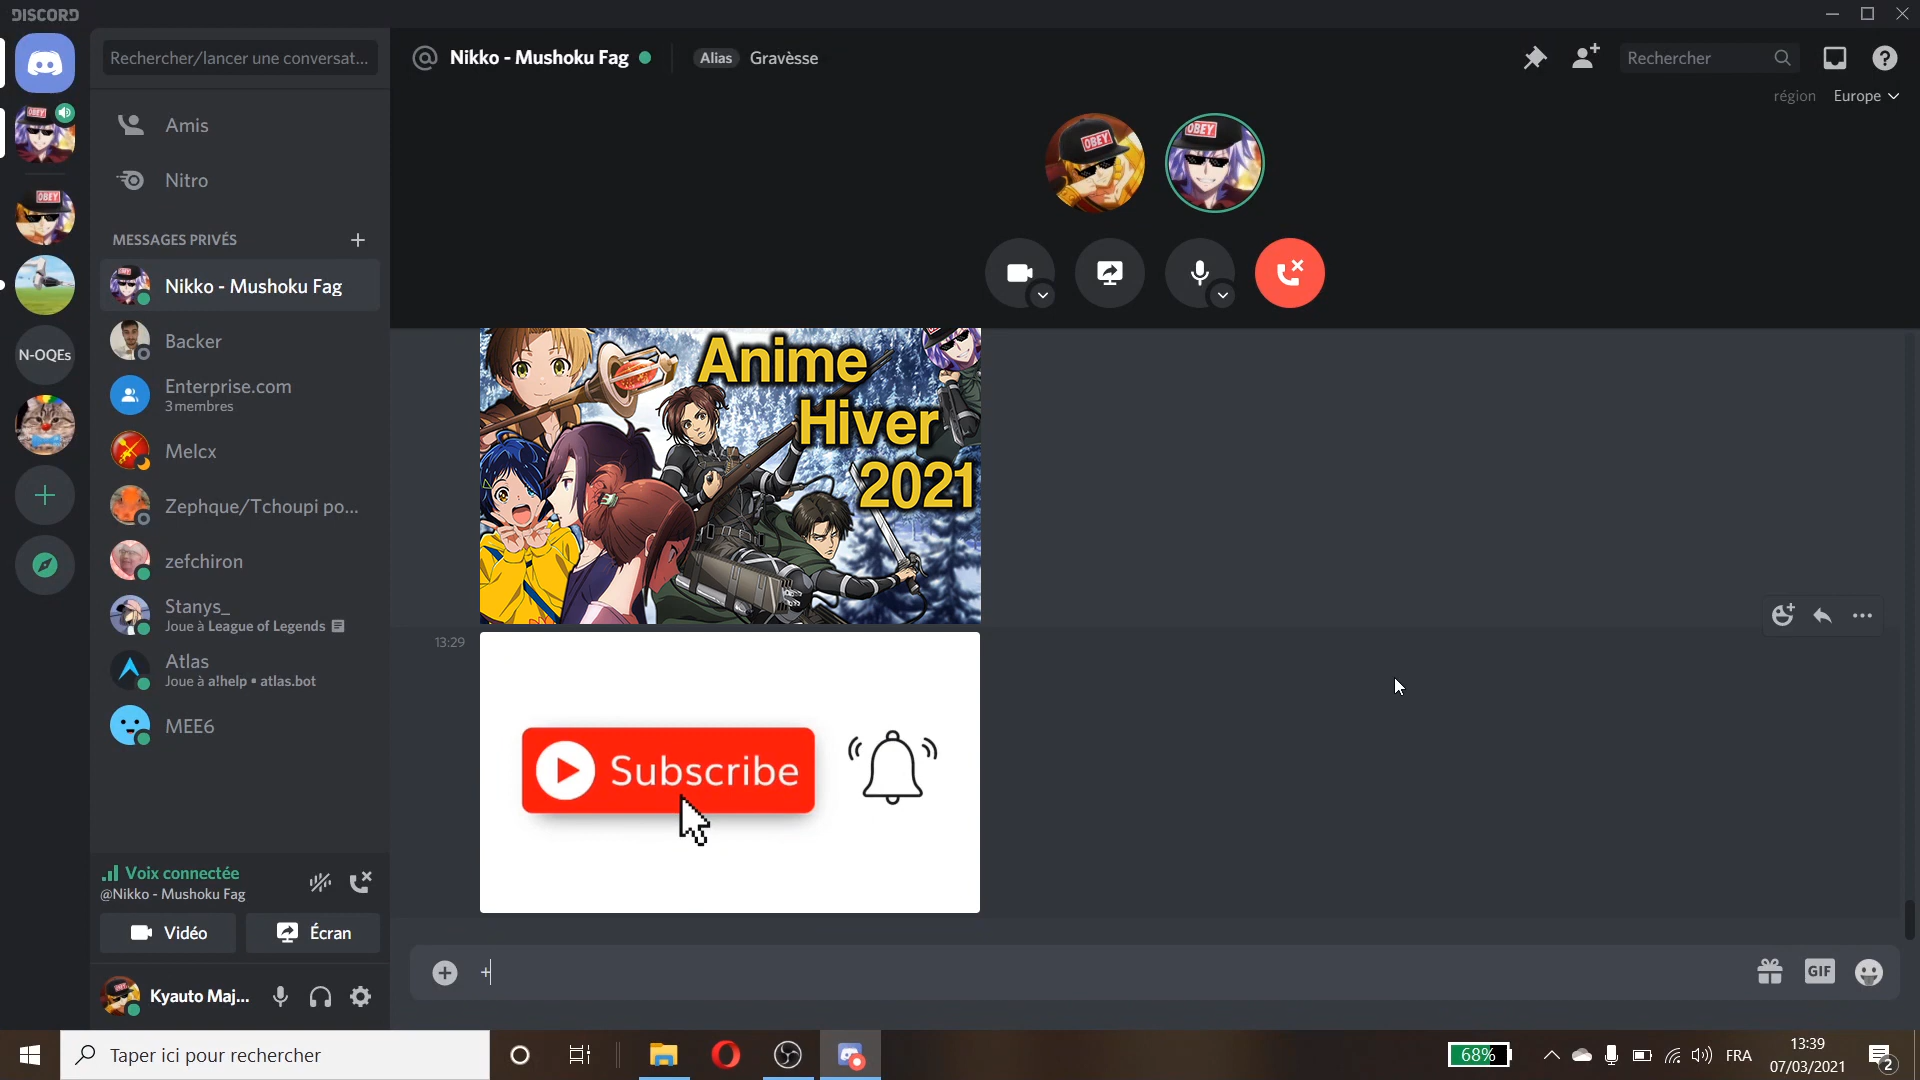 DISCORD
Rechercher/lancer une conversat...
Nikko - Mushoku Fag
Alias Gravèsse
Rechercher
région Europe
Amis
Nitro
MESSAGES PRIVÉS
Nikko - Mushoku Fag
Backer
Enterprise.com
3 membres
Melcx
Zephque/Tchoupi po...
zefchiron
Stanys_
Joue à League of Legends
Atlas
Joue à a!help • atlas.bot
MEE6
N-OQEs
OBEY
OBEY
OBEY
OBEY
Anime
Hiver
2021
13:29
Subscribe
Voix connectée
@Nikko - Mushoku Fag
Vidéo
Écran
Kyauto Maj...
+
GIF
Taper ici pour rechercher
68%
FRA
13:39
07/03/2021
2